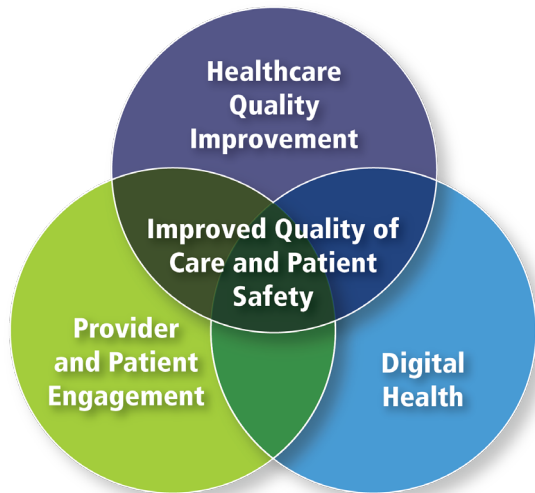 Healthcare
Quality
Improvement
Improved Quality of
Care and Patient
Safety
Provider
and Patient
Engagement
Digital
Health